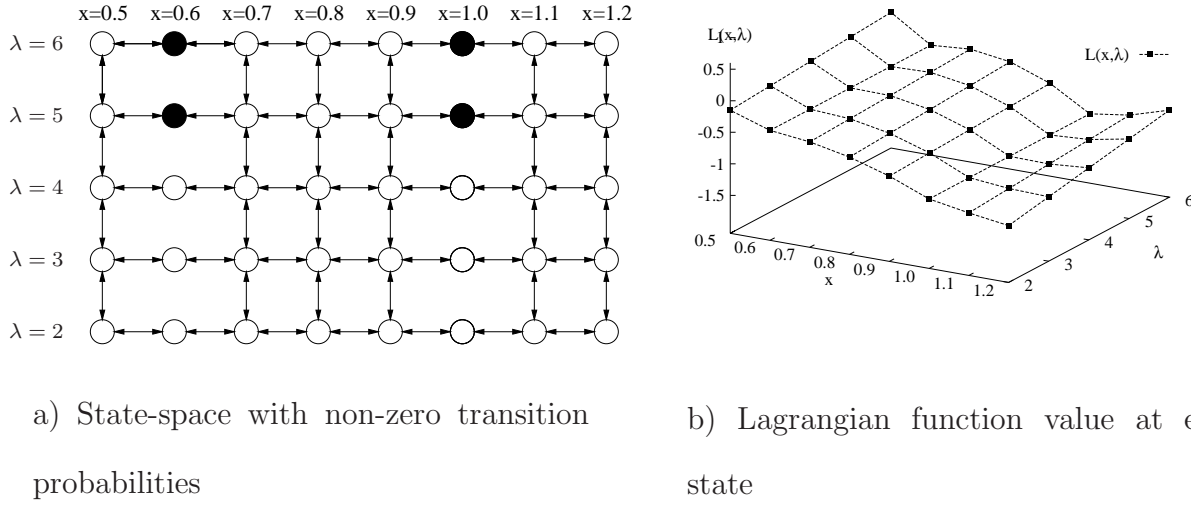 x=0.5 x=0.6 x=0.7 x=0.8 x=0.9 x=1.0 x=1.1 x=1.2
λ = 6
λ = 5
λ = 4
λ = 3
λ = 2
a) State-space with non-zero transition
probabilities
L(x,λ)
L(x,λ)
0.5
0
-0.5
-1
-1.5
0.5
0.6
0.7
0.8
0.9
1.0
1.1
1.2
x
2
3
4
5
6
λ
b) Lagrangian function value at e
state